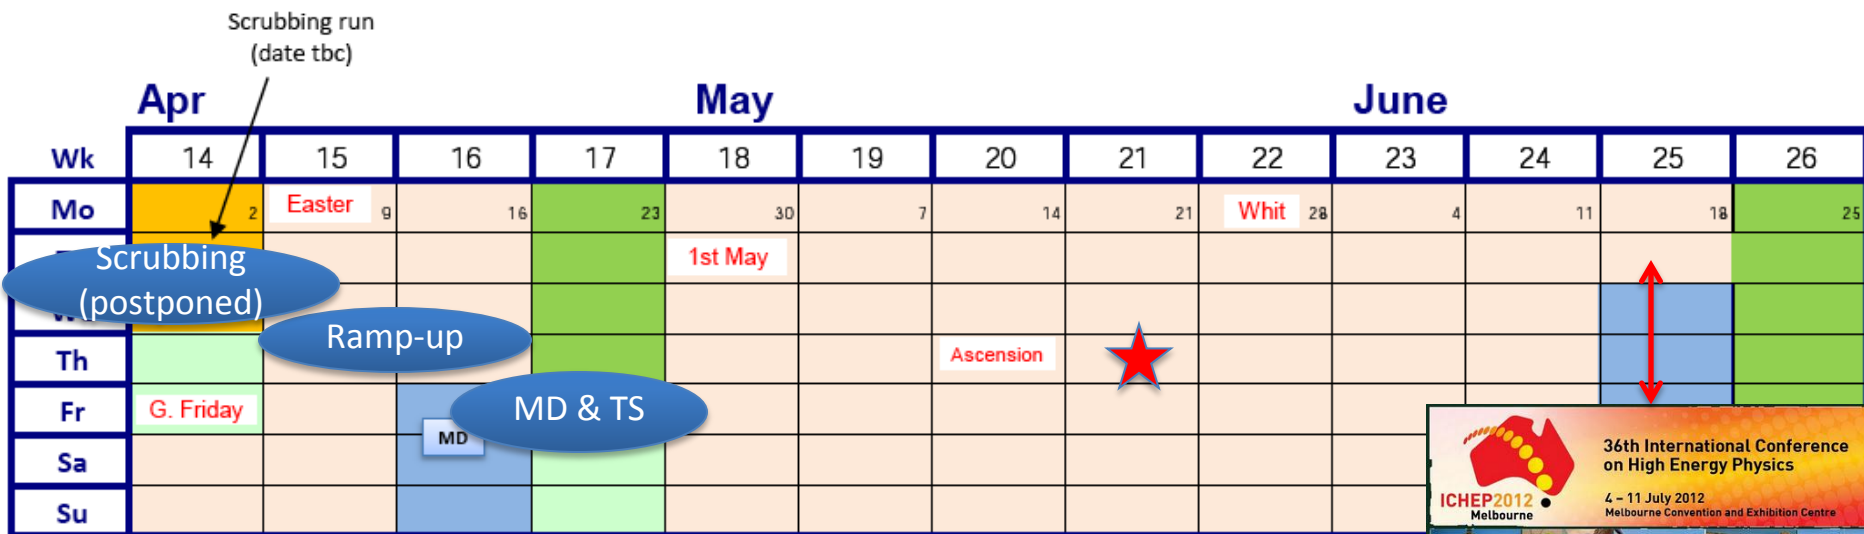 Scrubbing run
(date tbc)
Apr May June
Wk 14 15 16 17 18 19 20 21 22 23 24 25 26
Mo 2 Easter 9 16 23 30 7 14 21 Whit 28 4 11 18 25
1st May
Scrubbing
(postponed)
Ramp-up
Th Ascension
Fr G. Friday MD & TS
MD
Sa
Su
36th International Conference
on High Energy Physics
ICHEP2012
Melbourne
4 – 11 July 2012
Melbourne Convention and Exhibition Centre